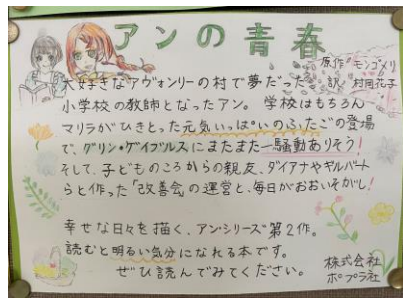 アンの青春
原作 モンゴメリ
訳 村岡花子
大好きなアヴォンリーの村で夢だった
小学校の教師となったアン。学校はもちろん
マリラがひきとった元気いっぱいのふたごの登場
で、グリン・ゲイブルスにまたまた一騒動ありそう!
そして、子どものころからの親友、ダイアナやギルバート
らと作った「改善会」の運営と、毎日がおおいそがし!
幸せな日々を描く、アンシリーズ第2作。
読むと明るい気分になれる本です。
ぜひ読んでみてください。
株式会社
ポプラ社